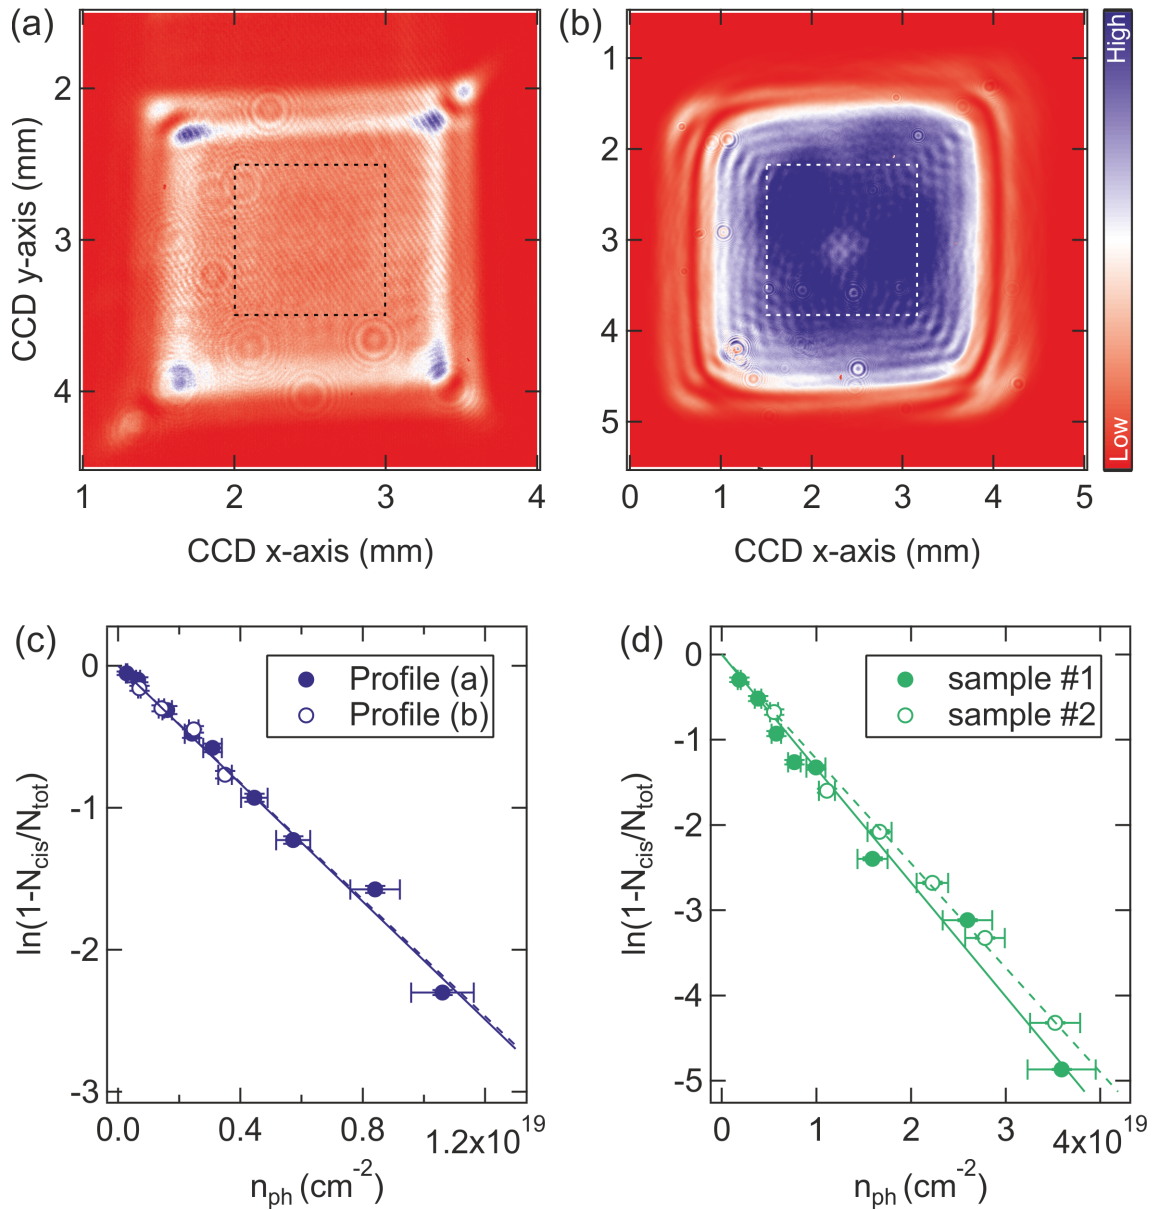 (a)
2
3
4
CCD y-axis (mm)
1 2 3 4
CCD x-axis (mm)
(b)
1
2
3
4
5
0 1 2 3 4 5
CCD x-axis (mm)
High
Low
(c)
0
-1
-2
-3
ln(1-N_cis/N_tot)
Profile (a)
Profile (b)
0.0 0.4 0.8 1.2x10^19
n_ph (cm^-2)
(d)
0
-1
-2
-3
-4
-5
ln(1-N_cis/N_tot)
sample #1
sample #2
0 1 2 3 4x10^19
n_ph (cm^-2)